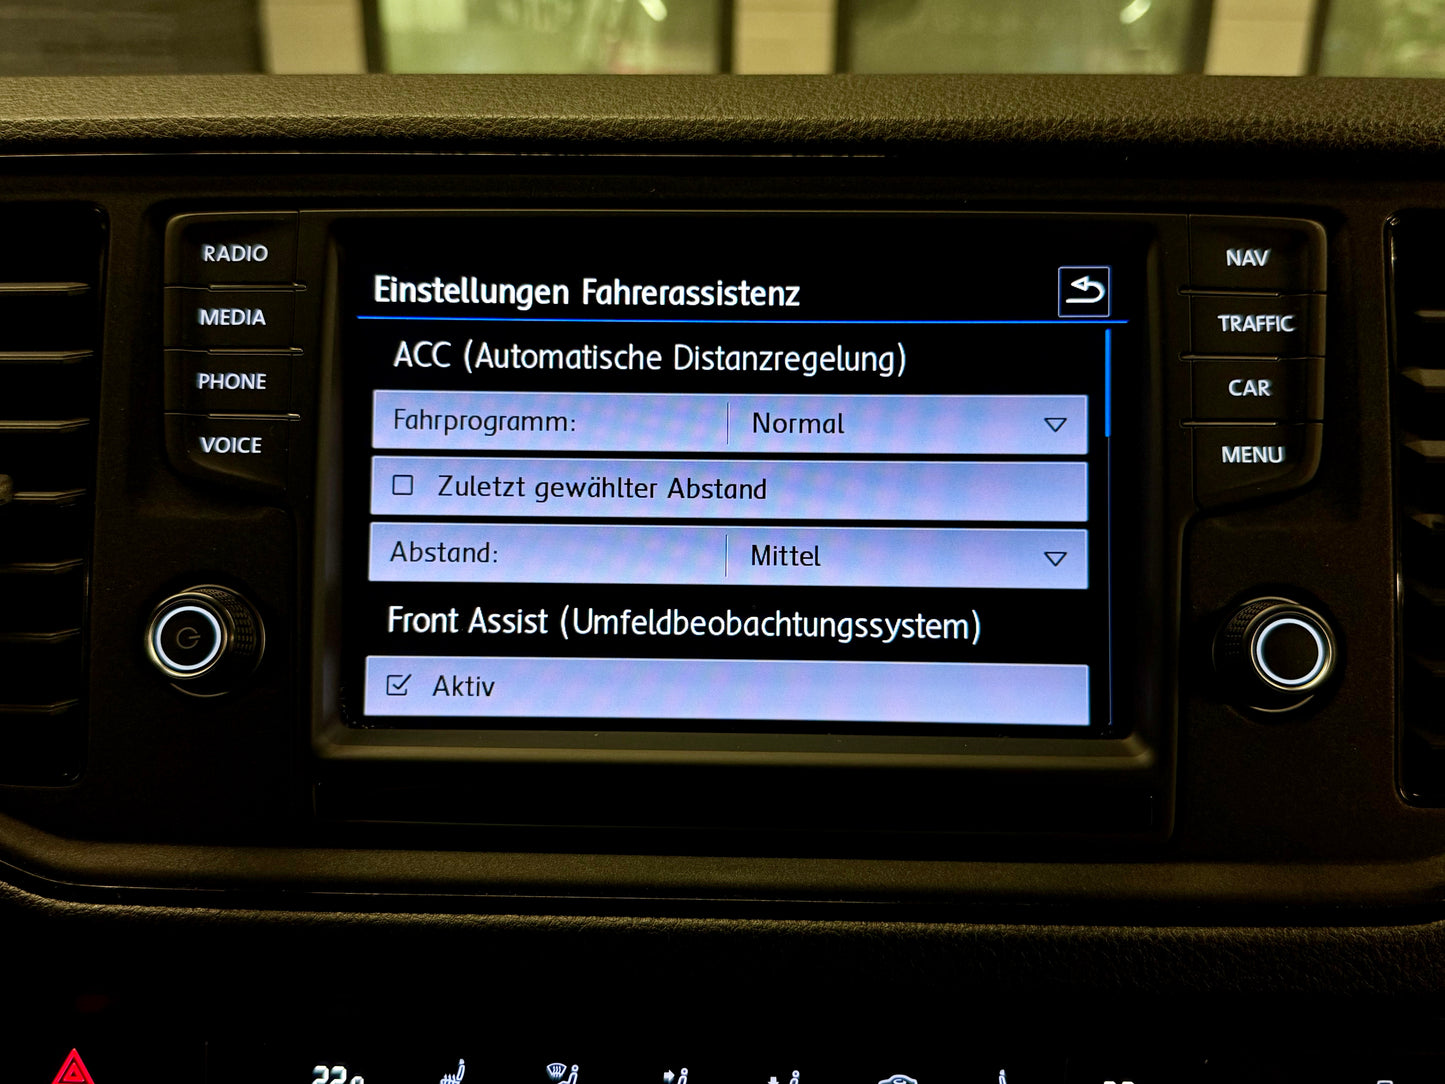 RADIO
MEDIA
PHONE
VOICE
Einstellungen Fahrerassistenz
ACC (Automatische Distanzregelung)
Fahrprogramm: Normal
Zuletzt gewählter Abstand
Abstand: Mittel
Front Assist (Umfeldbeobachtungssystem)
Aktiv
NAV
TRAFFIC
CAR
MENU